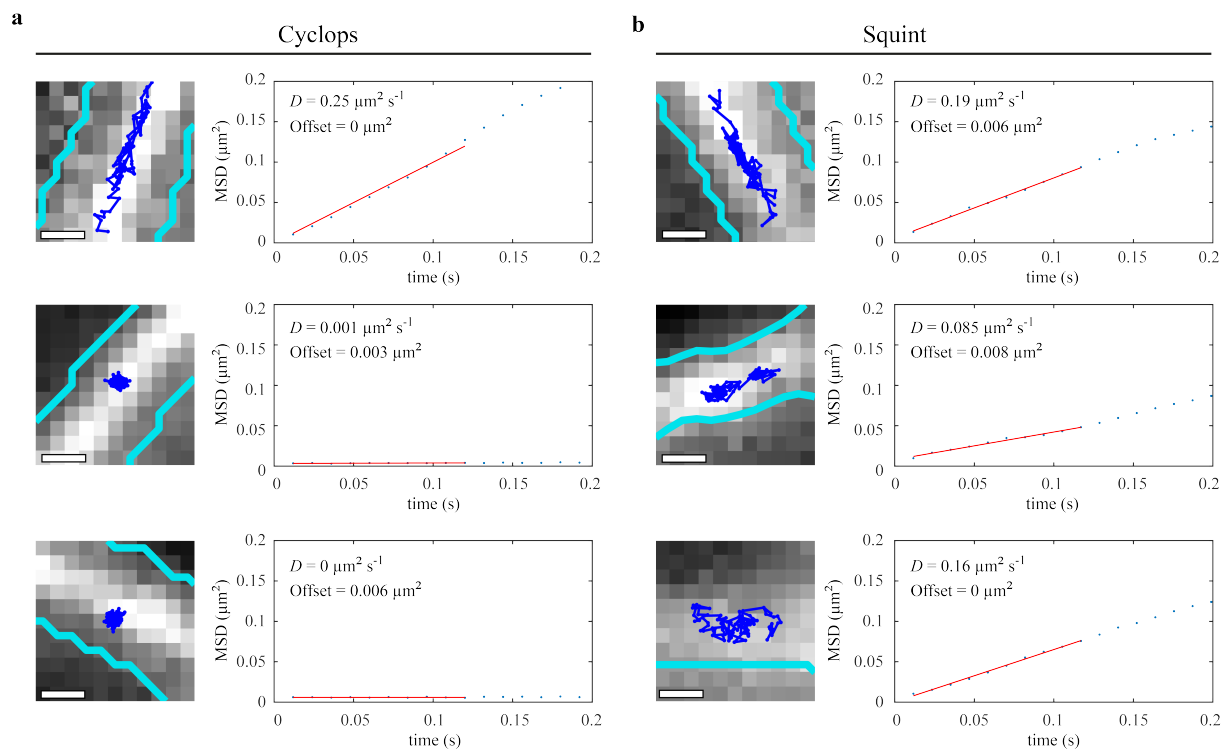 a
Cyclops
0.2
0.15
0.1
0.05
0
MSD (µm²)
D = 0.25 µm² s⁻¹
Offset = 0 µm²
0
0.05
0.1
0.15
0.2
time (s)
0.2
0.15
0.1
0.05
0
MSD (µm²)
D = 0.001 µm² s⁻¹
Offset = 0.003 µm²
0
0.05
0.1
0.15
0.2
time (s)
0.2
0.15
0.1
0.05
0
MSD (µm²)
D = 0 µm² s⁻¹
Offset = 0.006 µm²
0
0.05
0.1
0.15
0.2
time (s)
b
Squint
0.2
0.15
0.1
0.05
0
MSD (µm²)
D = 0.19 µm² s⁻¹
Offset = 0.006 µm²
0
0.05
0.1
0.15
0.2
time (s)
0.2
0.15
0.1
0.05
0
MSD (µm²)
D = 0.085 µm² s⁻¹
Offset = 0.008 µm²
0
0.05
0.1
0.15
0.2
time (s)
0.2
0.15
0.1
0.05
0
MSD (µm²)
D = 0.16 µm² s⁻¹
Offset = 0 µm²
0
0.05
0.1
0.15
0.2
time (s)